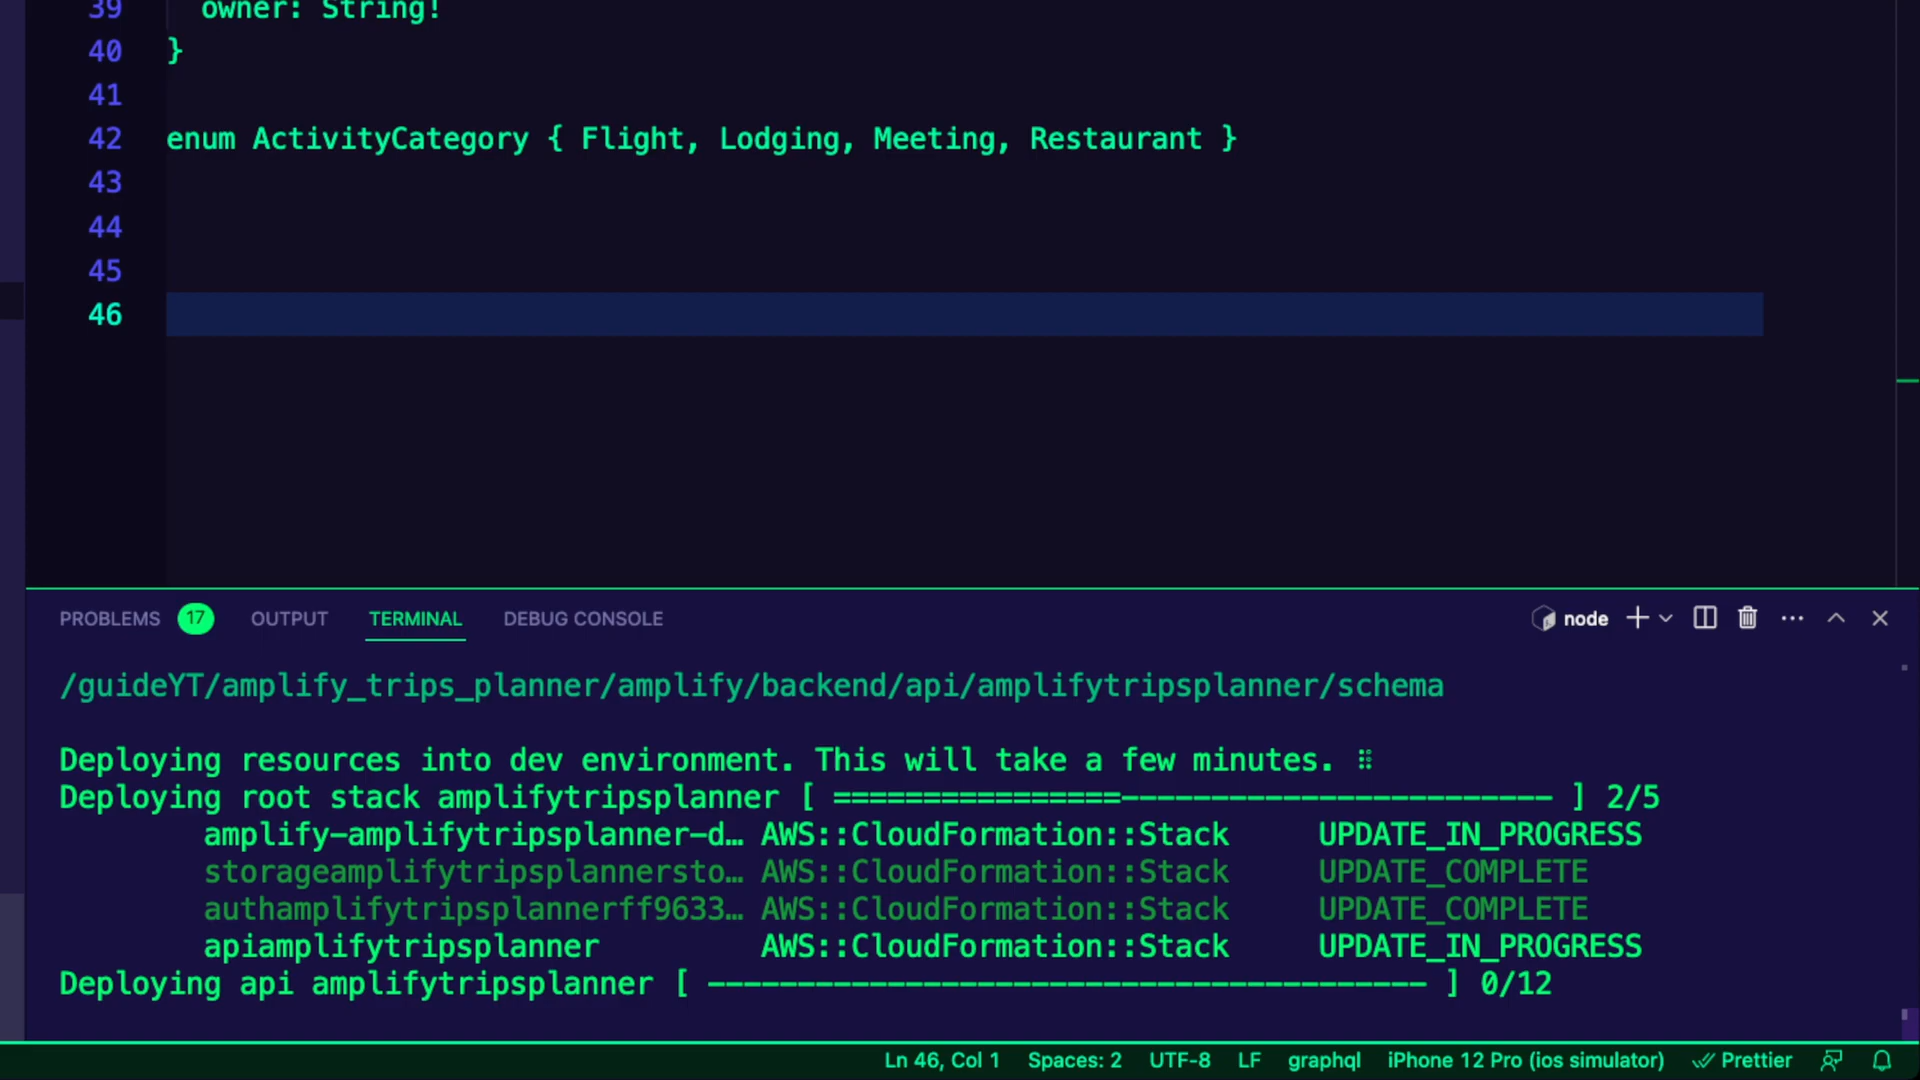 39 owner: String!
40 }
41
42 enum ActivityCategory { Flight, Lodging, Meeting, Restaurant }
43
44
45
46
PROBLEMS 17 OUTPUT TERMINAL DEBUG CONSOLE node
/guideYT/amplify_trips_planner/amplify/backend/api/amplifytripsplanner/schema
Deploying resources into dev environment. This will take a few minutes. ⠿
Deploying root stack amplifytripsplanner [ ================------------------------ ] 2/5
amplify-amplifytripsplanner-d… AWS::CloudFormation::Stack UPDATE_IN_PROGRESS
storageamplifytripsplannersto… AWS::CloudFormation::Stack UPDATE_COMPLETE
authamplifytripsplannerff9633… AWS::CloudFormation::Stack UPDATE_COMPLETE
apiamplifytripsplanner AWS::CloudFormation::Stack UPDATE_IN_PROGRESS
Deploying api amplifytripsplanner [ ---------------------------------------- ] 0/12
Ln 46, Col 1 Spaces: 2 UTF-8 LF graphql iPhone 12 Pro (ios simulator) Prettier